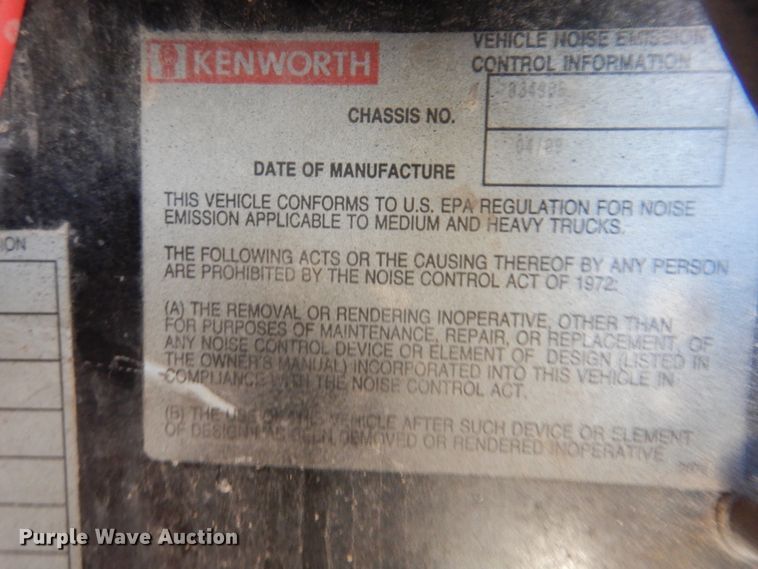 KENWORTH
VEHICLE NOISE EMISSION
CONTROL INFORMATION
CHASSIS NO.
DATE OF MANUFACTURE
THIS VEHICLE CONFORMS TO U.S. EPA REGULATION FOR NOISE
EMISSION APPLICABLE TO MEDIUM AND HEAVY TRUCKS.
THE FOLLOWING ACTS OR THE CAUSING THEREOF BY ANY PERSON
ARE PROHIBITED BY THE NOISE CONTROL ACT OF 1972:
(A) THE REMOVAL OR RENDERING INOPERATIVE, OTHER THAN
FOR PURPOSES OF MAINTENANCE, REPAIR, OR REPLACEMENT, OF
ANY NOISE CONTROL DEVICE OR ELEMENT OF DESIGN (LISTED IN
THE OWNER'S MANUAL) INCORPORATED INTO THIS VEHICLE IN
COMPLIANCE WITH THE NOISE CONTROL ACT.
(B) THE USE OF THE VEHICLE AFTER SUCH DEVICE OR ELEMENT
OF DESIGN HAS BEEN REMOVED OR RENDERED INOPERATIVE
ION
Purple Wave Auction